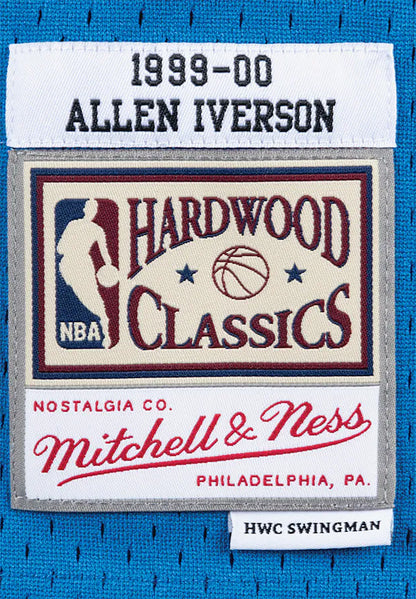 1999-00
ALLEN IVERSON
HARDWOOD
CLASSICS
NBA
NOSTALGIA CO.
Mitchell & Ness
PHILADELPHIA, PA.
HWC SWINGMAN